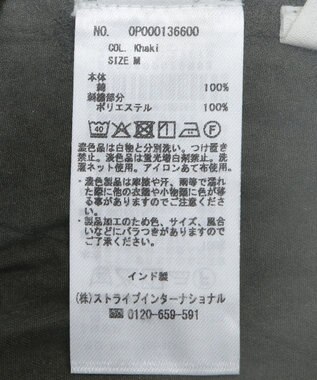 NO. OP000136600
COL. Khaki
SIZE M
本体
綿 100%
刺繍部分
ポリエステル 100%
40 F
濃色品は白物と分別洗い。つけ置き
禁止。淡色品は蛍光増白剤禁止。洗
濯ネット使用。アイロンあて布使用。
・濃色製品は摩擦や汗、雨等で濡れ
た際に他の衣類や小物類に色が移
る事がありますのでご注意くださ
い。
・製品加工のため色、サイズ、風合
いなどにバラつきがありますので
ご了承ください。
インド製
(株)ストライプインターナショナル
0120-659-591